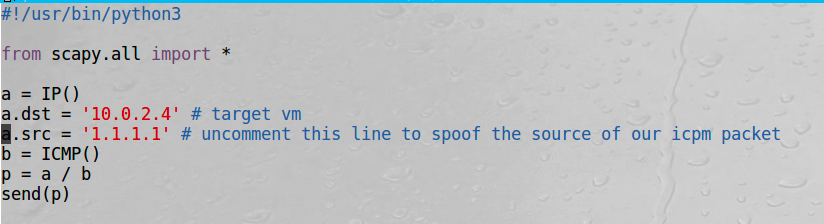 #!/usr/bin/python3
from scapy.all import *
a = IP()
a.dst = '10.0.2.4' # target vm
a.src = '1.1.1.1' # uncomment this line to spoof the source of our icpm packet
b = ICMP()
p = a / b
send(p)